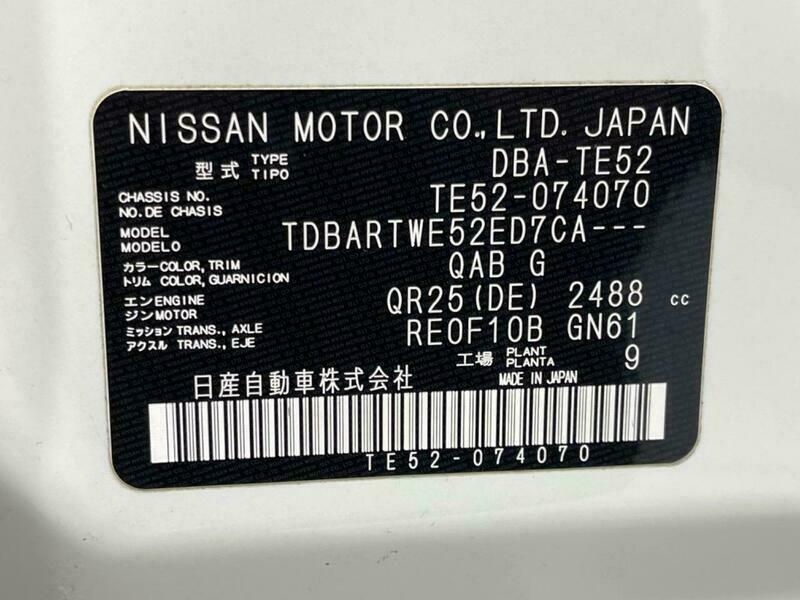 NISSAN MOTOR CO.,LTD. JAPAN
型式 TYPE TIPO DBA-TE52
CHASSIS NO. NO.DE CHASIS TE52-074070
MODEL MODELO TDBARTWE52ED7CA---
カラー COLOR, TRIM トリム COLOR, GUARNICION QAB G
エンジン ENGINE MOTOR QR25(DE) 2488 cc
ミッション TRANS., AXLE アクスル TRANS., EJE RE0F10B GN61
工場 PLANT PLANTA 9
日産自動車株式会社 MADE IN JAPAN
TE52-074070